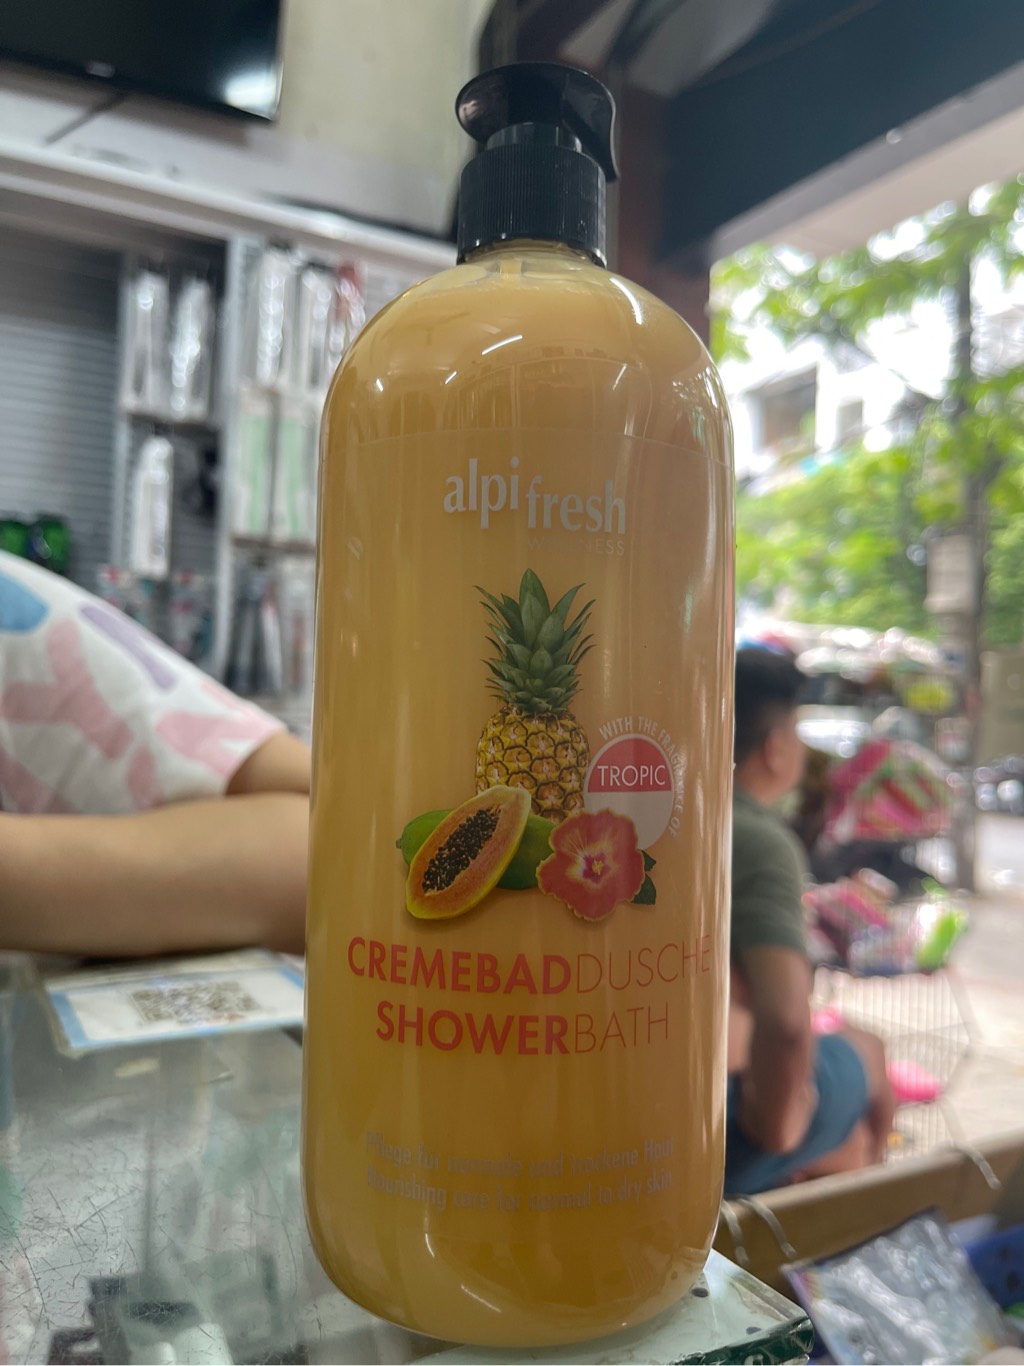 alpi fresh
WELLNESS
WITH THE FRAGRANCE OF
TROPIC
CREMEBADDUSCHE
SHOWERBATH
Pflege für normale und trockene Haut
Nourishing care for normal to dry skin